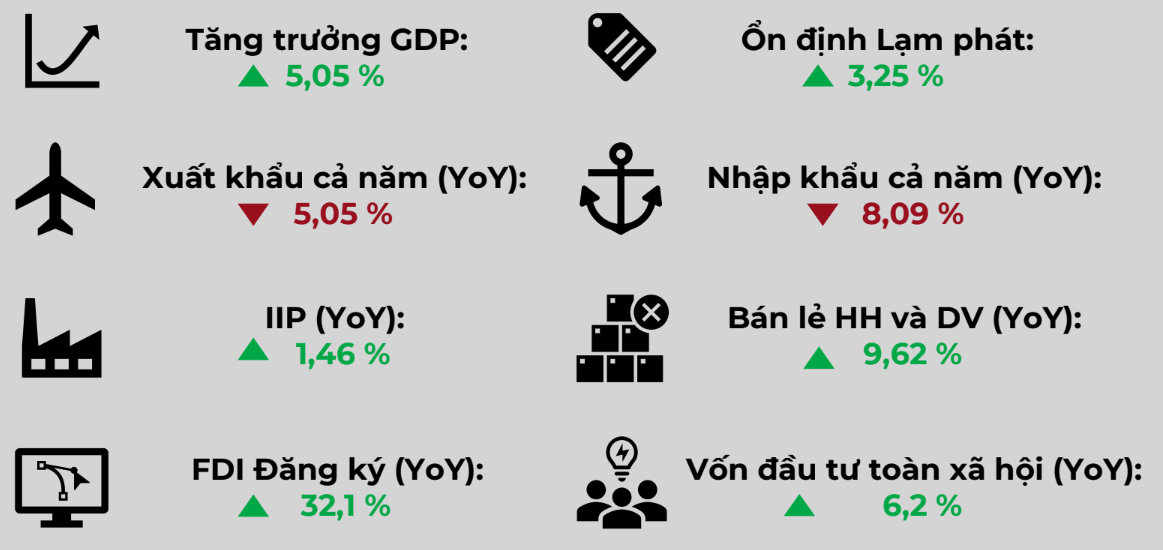 Tăng trưởng GDP:
5,05 %
Ổn định Lạm phát:
3,25 %
Xuất khẩu cả năm (YoY):
5,05 %
Nhập khẩu cả năm (YoY):
8,09 %
IIP (YoY):
1,46 %
Bán lẻ HH và DV (YoY):
9,62 %
FDI Đăng ký (YoY):
32,1 %
Vốn đầu tư toàn xã hội (YoY):
6,2 %